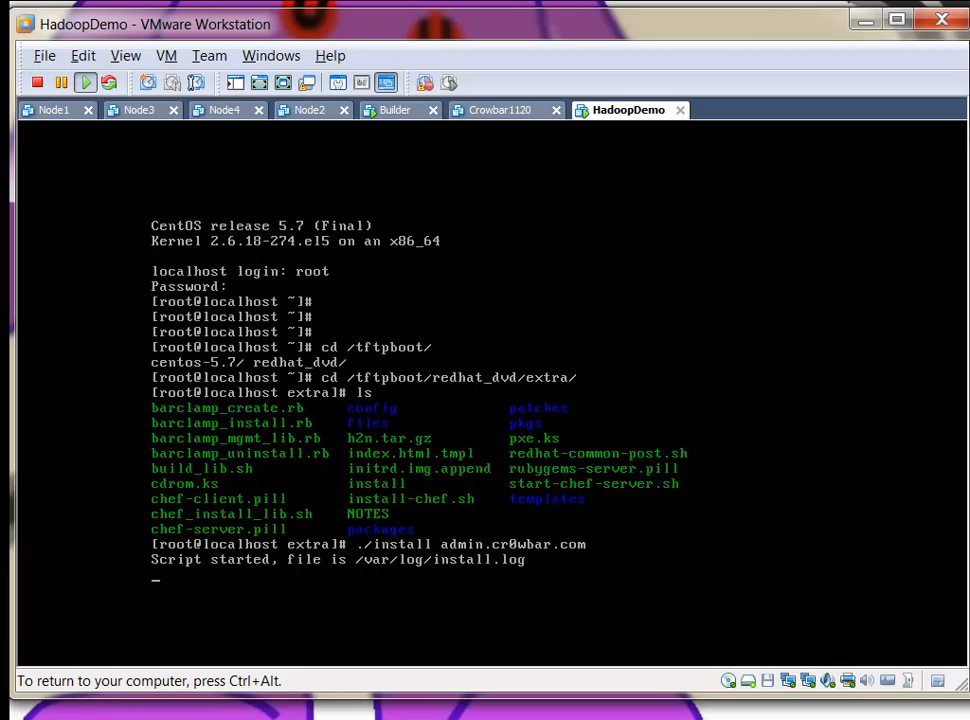 HadoopDemo - VMware Workstation
File Edit View VM Team Windows Help
Node1 Node3 Node4 Node2 Builder Crowbar1120 HadoopDemo
CentOS release 5.7 (Final)
Kernel 2.6.18-274.el5 on an x86_64
localhost login: root
Password:
[root@localhost ~]#
[root@localhost ~]#
[root@localhost ~]#
[root@localhost ~]# cd /tftpboot/
centos-5.7/ redhat_dvd/
[root@localhost ~]# cd /tftpboot/redhat_dvd/extra/
[root@localhost extra]# ls
barclamp_create.rb config patches
barclamp_install.rb files pkgs
barclamp_mgmt_lib.rb h2n.tar.gz pxe.ks
barclamp_uninstall.rb index.html.tmpl redhat-common-post.sh
build_lib.sh initrd.img.append rubygems-server.pill
cdrom.ks install start-chef-server.sh
chef-client.pill install-chef.sh templates
chef_install_lib.sh NOTES
chef-server.pill packages
[root@localhost extra]# ./install admin.cr0wbar.com
Script started, file is /var/log/install.log
To return to your computer, press Ctrl+Alt.